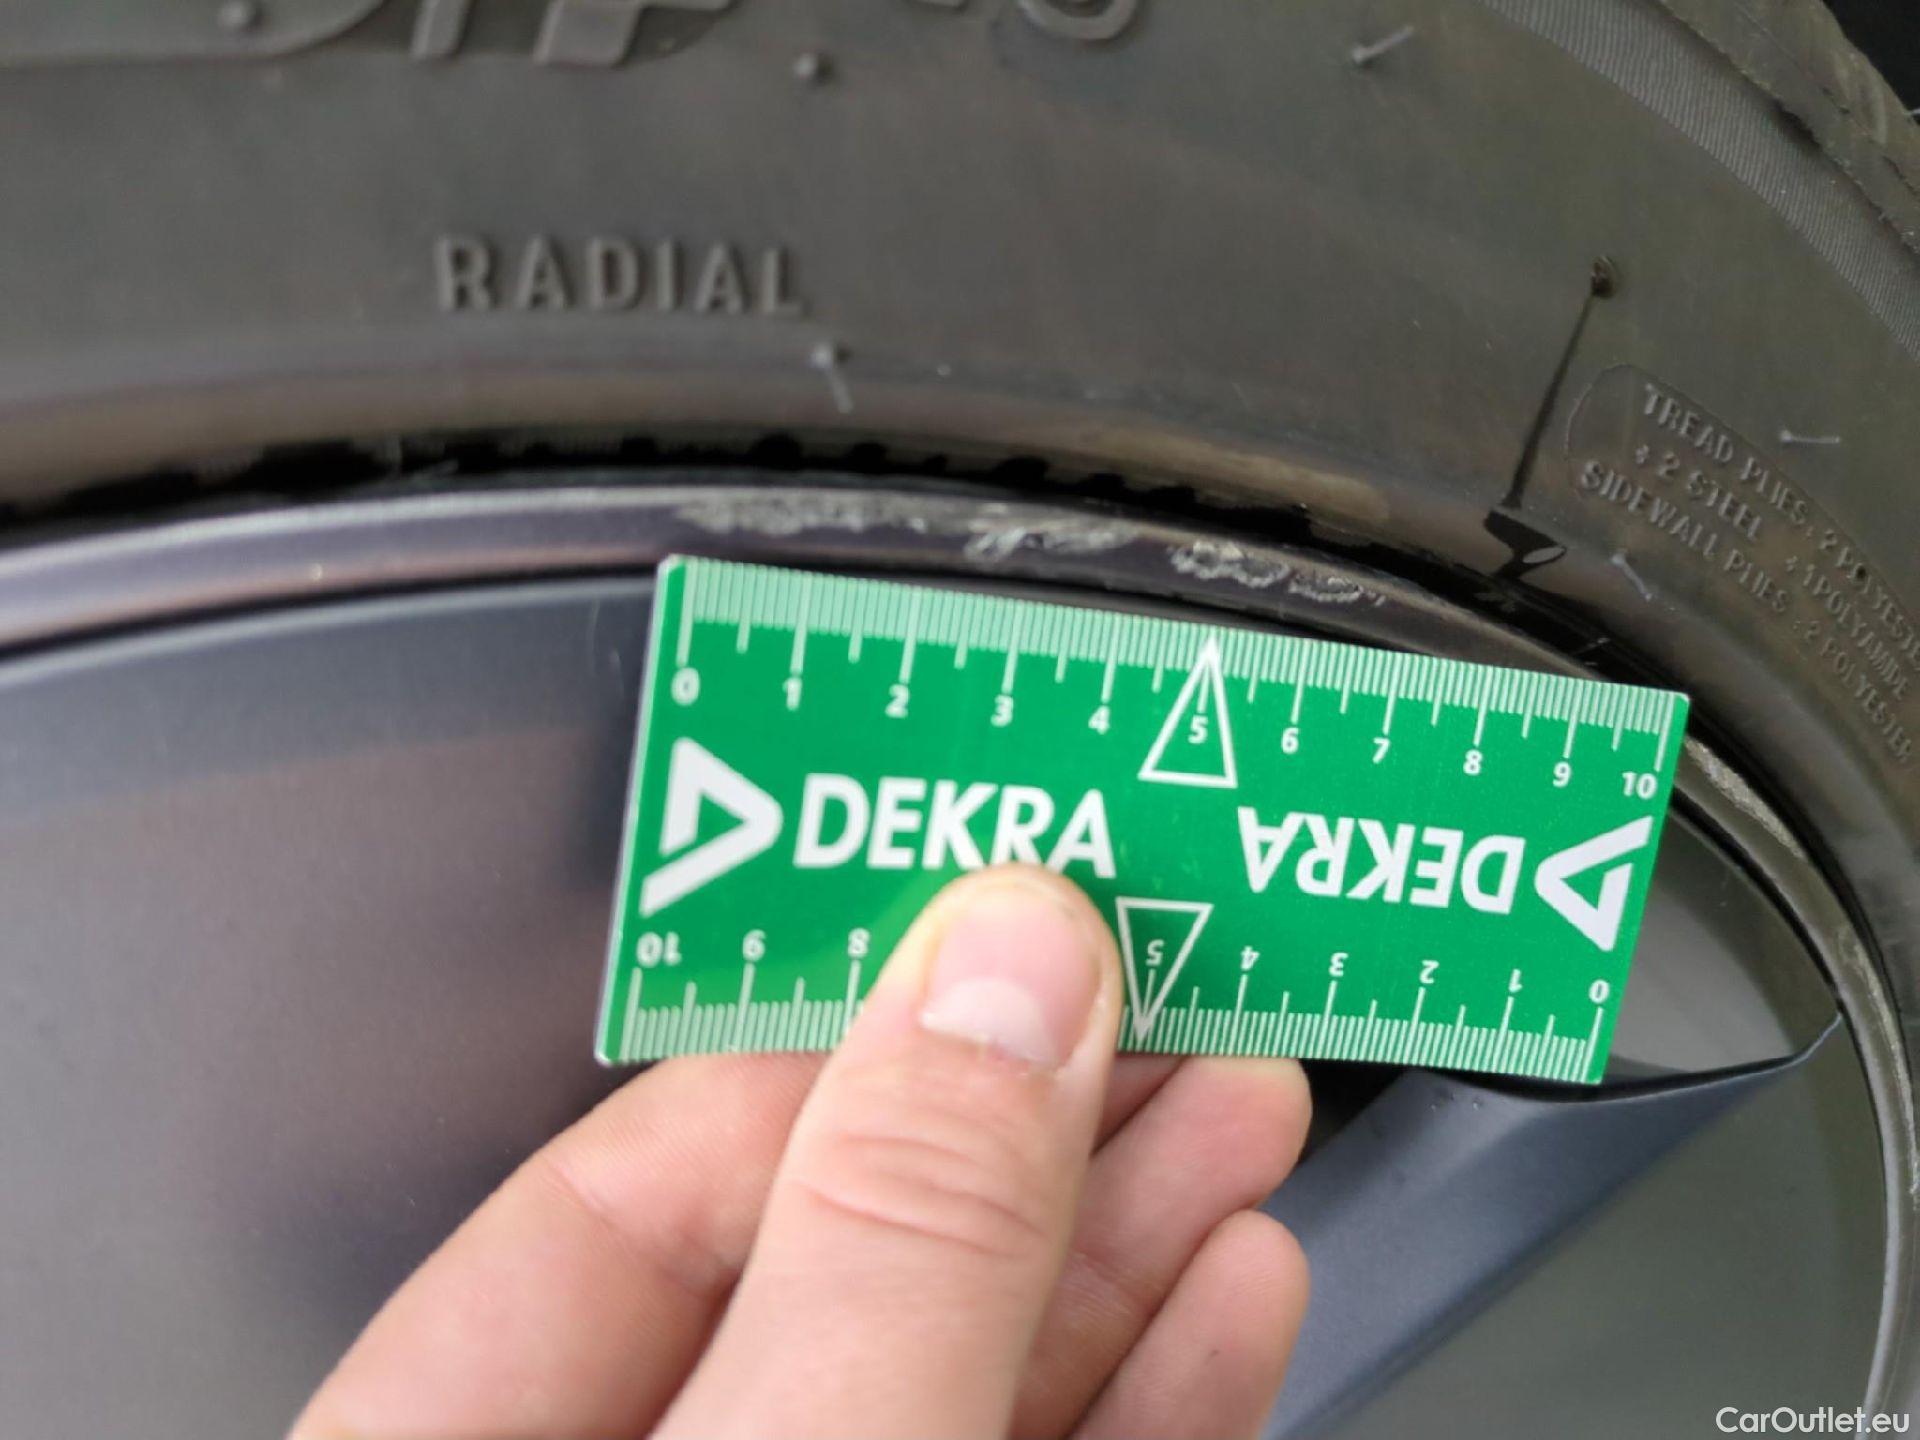 RADIAL
TREAD PLIES: 2 POLYESTER
+ 2 STEEL + 1 POLYAMIDE
SIDEWALL PLIES : 2 POLYESTER
0 1 2 3 4 5 6 7 8 9 10
DEKRA
DEKRA
10 9 8 5 4 3 2 1 0
CarOutlet.eu